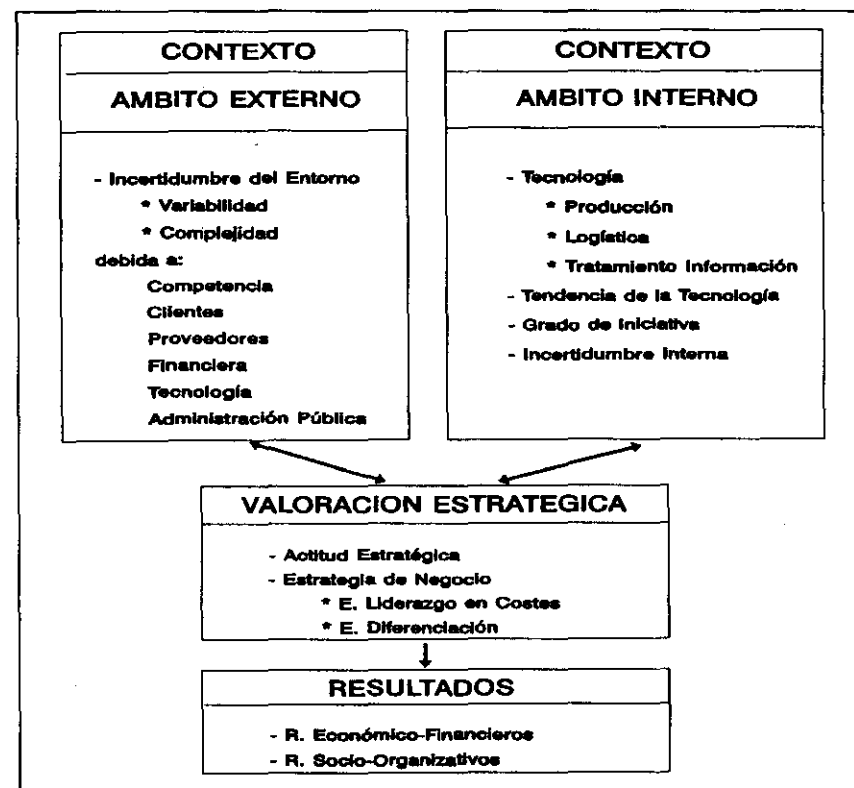 CONTEXTO
AMBITO EXTERNO
- Incertidumbre del Entorno
* Variabilidad
* Complejidad
debida a:
Competencia
Clientes
Proveedores
Financiera
Tecnología
Administración Pública
CONTEXTO
AMBITO INTERNO
- Tecnología
* Producción
* Logística
* Tratamiento Información
- Tendencia de la Tecnología
- Grado de Iniciativa
- Incertidumbre Interna
VALORACION ESTRATEGICA
- Actitud Estratégica
- Estrategia de Negocio
* E. Liderazgo en Costes
* E. Diferenciación
RESULTADOS
- R. Económico-Financieros
- R. Socio-Organizativos